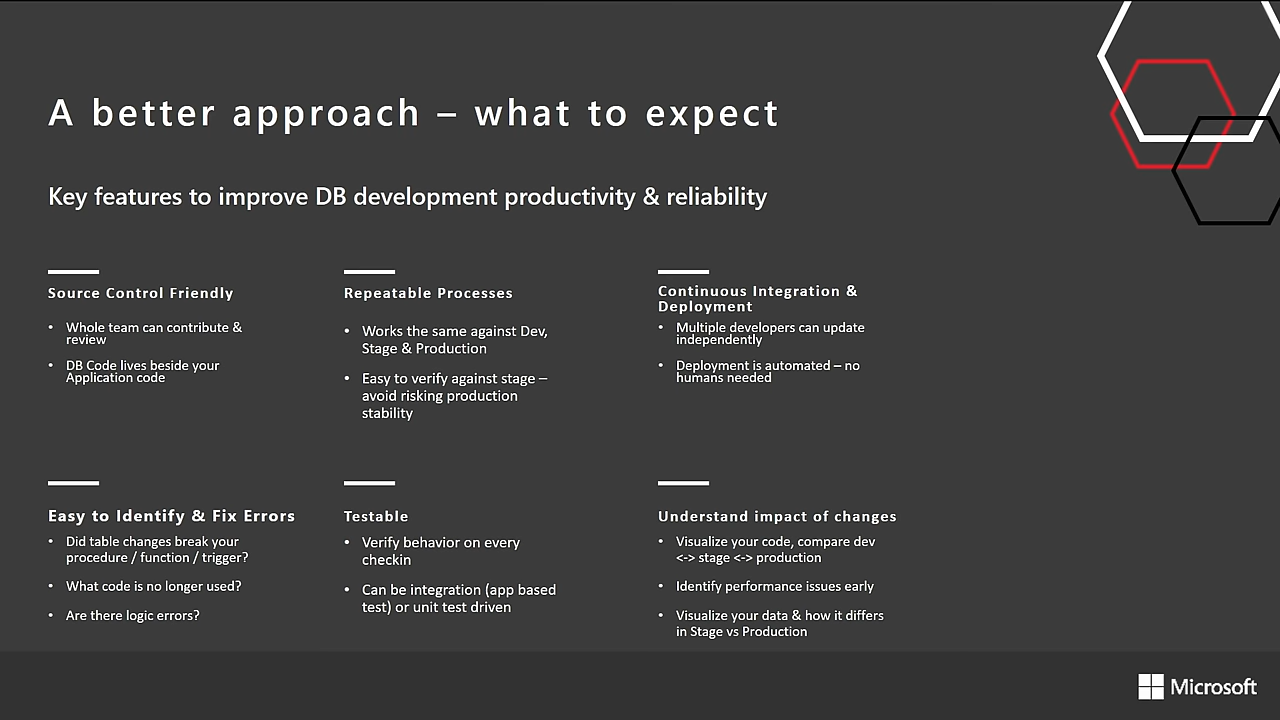 A better approach – what to expect
Key features to improve DB development productivity & reliability
Source Control Friendly
• Whole team can contribute &
review
• DB Code lives beside your
Application code
Repeatable Processes
• Works the same against Dev,
Stage & Production
• Easy to verify against stage –
avoid risking production
stability
Continuous Integration &
Deployment
• Multiple developers can update
independently
• Deployment is automated – no
humans needed
Easy to Identify & Fix Errors
• Did table changes break your
procedure / function / trigger?
• What code is no longer used?
• Are there logic errors?
Testable
• Verify behavior on every
checkin
• Can be integration (app based
test) or unit test driven
Understand impact of changes
• Visualize your code, compare dev
<-> stage <-> production
• Identify performance issues early
• Visualize your data & how it differs
in Stage vs Production
Microsoft